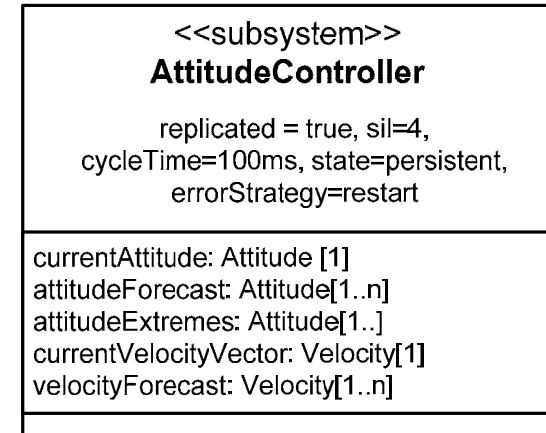 <<subsystem>>
AttitudeController
replicated = true, sil=4,
cycleTime=100ms, state=persistent,
errorStrategy=restart
currentAttitude: Attitude [1]
attitudeForecast: Attitude[1..n]
attitudeExtremes: Attitude[1..]
currentVelocityVector: Velocity[1]
velocityForecast: Velocity[1..n]